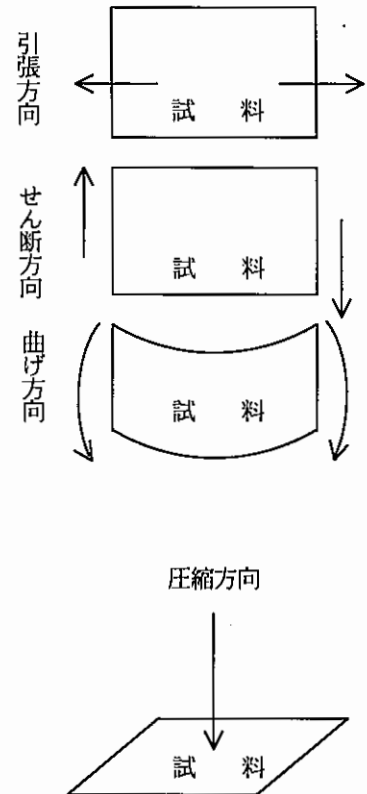 引張方向
試 料
せん断方向
試 料
曲げ方向
試 料
圧縮方向
試 料